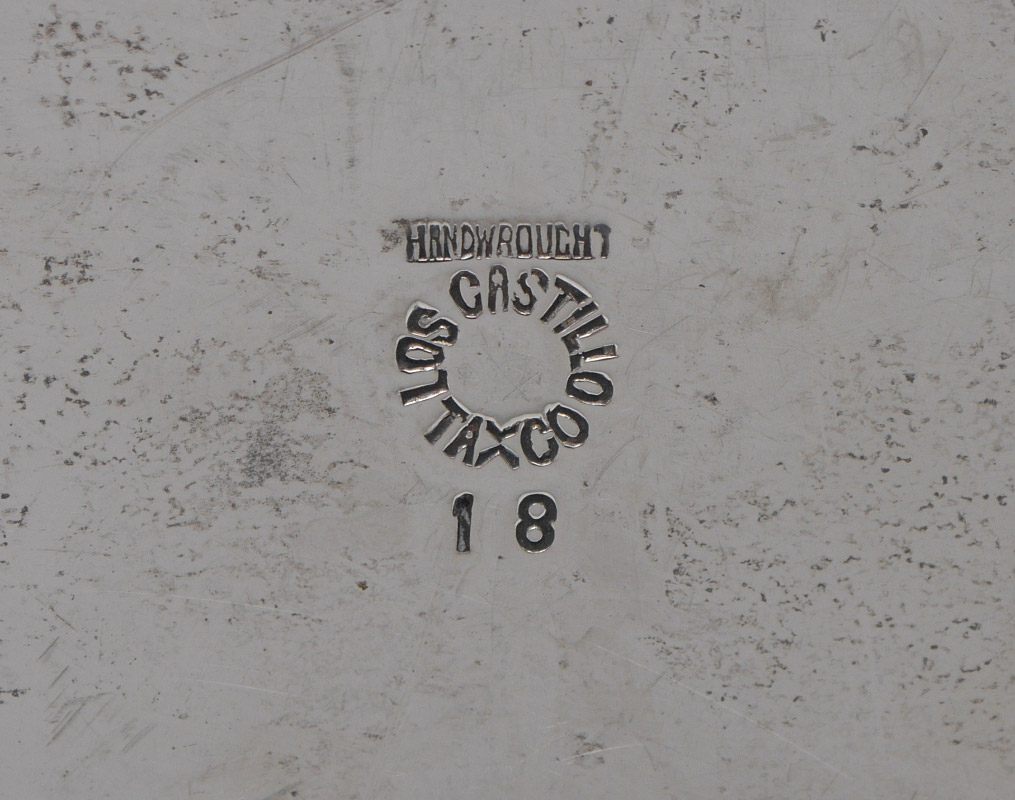 HANDWROUGHT
LOS CASTILLO
TAXCO
18